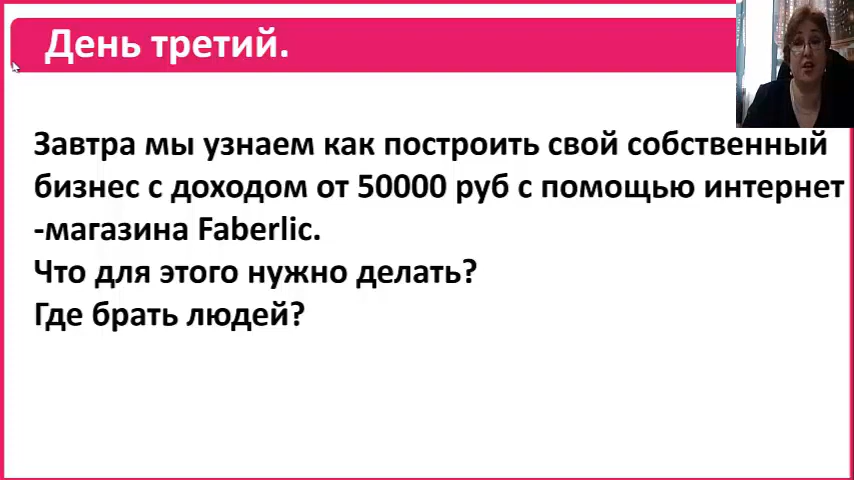 День третий.
Завтра мы узнаем как построить свой собственный
бизнес с доходом от 50000 руб с помощью интернет
-магазина Faberlic.
Что для этого нужно делать?
Где брать людей?